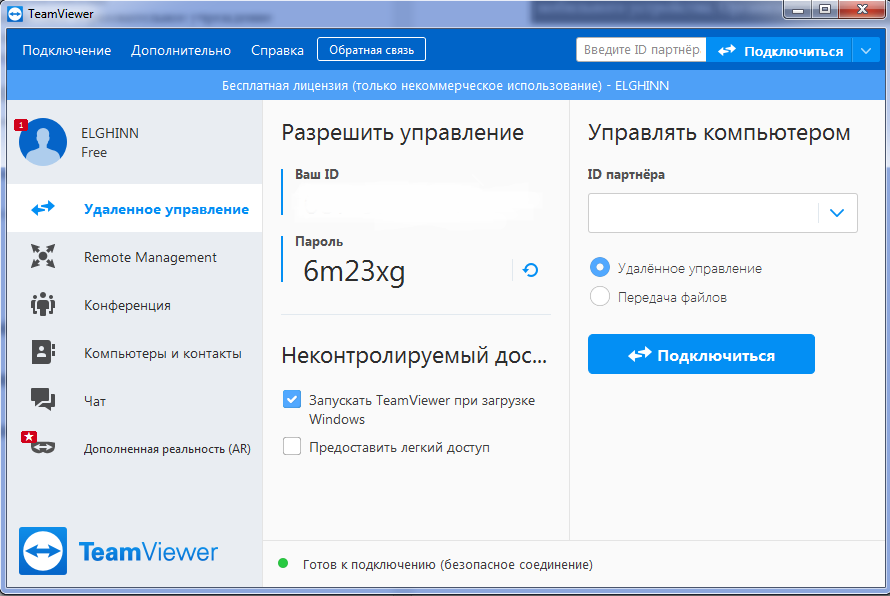 TeamViewer
Подключение Дополнительно Справка Обратная связь Введите ID партнёр Подключиться
Бесплатная лицензия (только некоммерческое использование) - ELGHINN
1
ELGHINN
Free
Удаленное управление
Remote Management
Конференция
Компьютеры и контакты
Чат
Дополненная реальность (AR)
TeamViewer
Разрешить управление
Ваш ID
Пароль
6m23xg
Неконтролируемый дос...
Запускать TeamViewer при загрузке
Windows
Предоставить легкий доступ
Управлять компьютером
ID партнёра
Удалённое управление
Передача файлов
Подключиться
Готов к подключению (безопасное соединение)